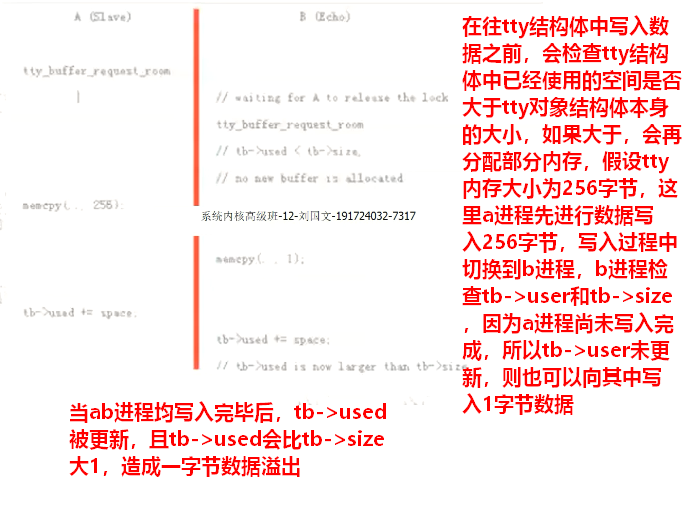 A (Slave)
B (Echo)
tty_buffer_request_room
// waiting for A to release the lock
tty_buffer_request_room
// tb->used < tb->size,
// no new buffer is allocated
memcpy(.., 256);
系统内核高级班-12-刘国文-191724032-7317
memcpy(.., 1);
tb->used += space;
tb->used += space;
// tb->used is now larger than tb->size
在往tty结构体中写入数
据之前，会检查tty结构
体中已经使用的空间是否
大于tty对象结构体本身
的大小，如果大于，会再
分配部分内存，假设tty
内存大小为256字节，这
里a进程先进行数据写
入256字节，写入过程中
切换到b进程，b进程检
查tb->user和tb->size
，因为a进程尚未写入完
成，所以tb->user未更
新，则也可以向其中写
入1字节数据
当ab进程均写入完毕后，tb->used
被更新，且tb->used会比tb->size
大1，造成一字节数据溢出